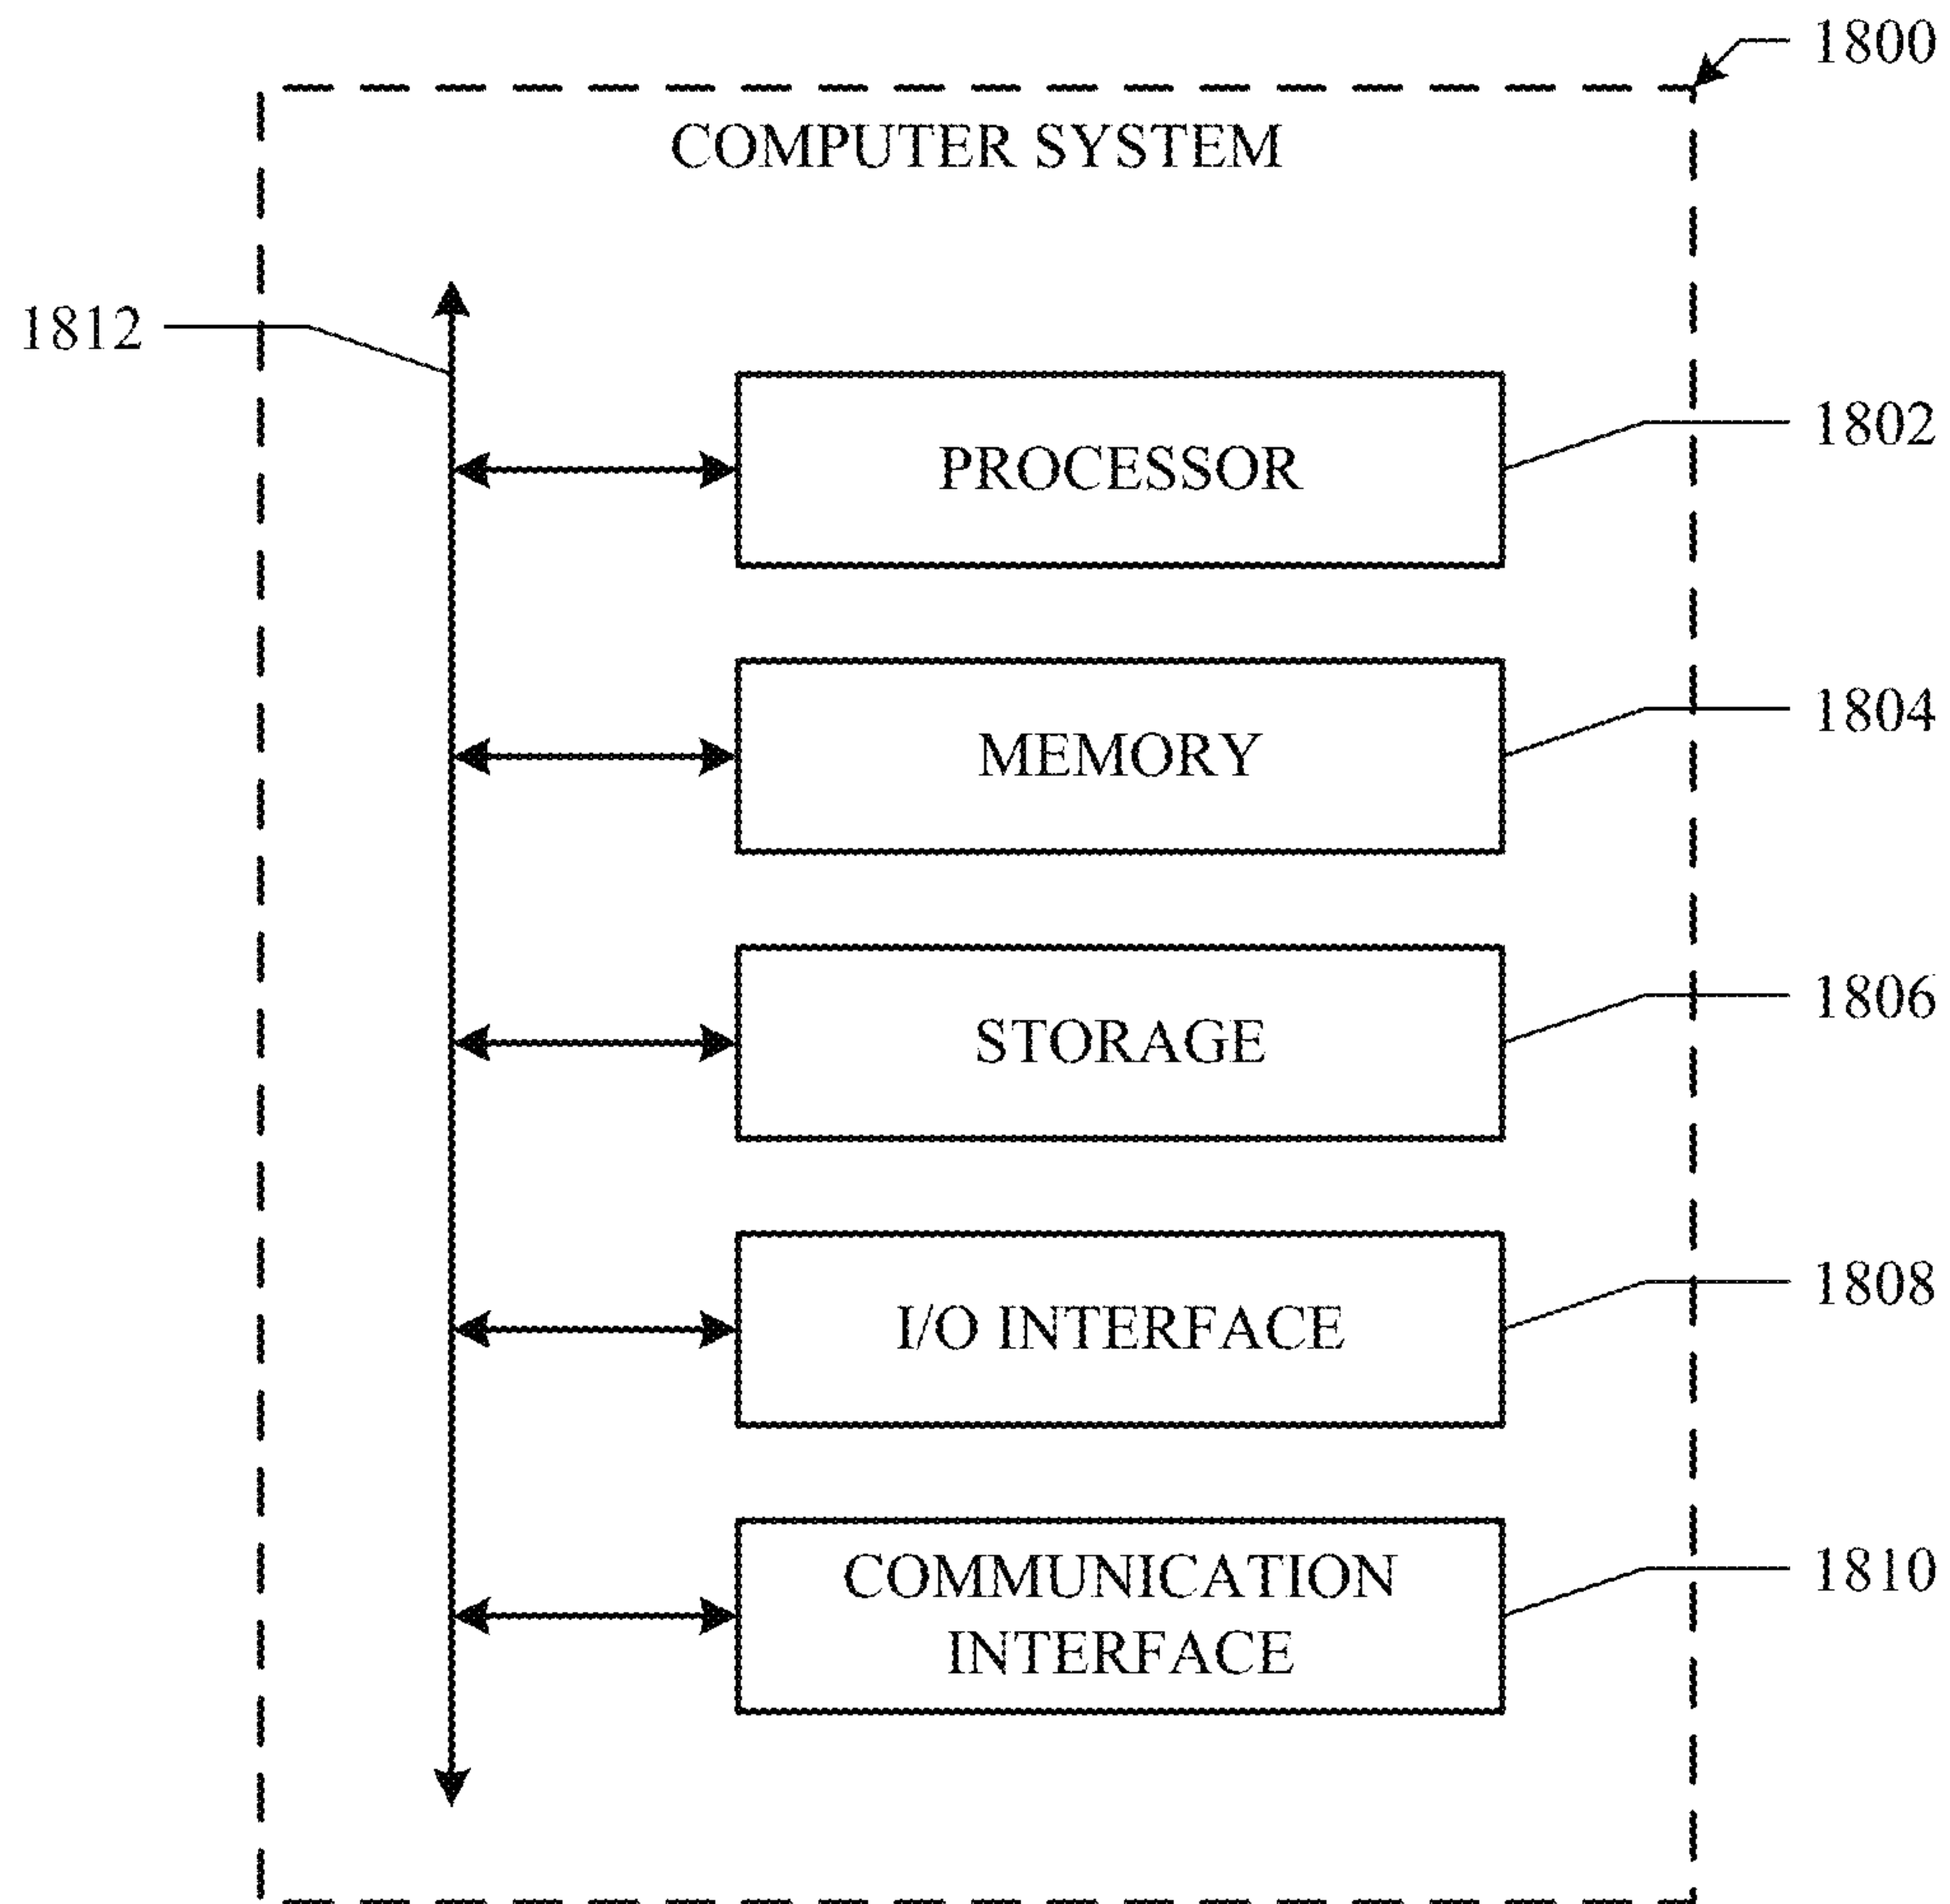 1800
COMPUTER SYSTEM
1812
PROCESSOR
1802
MEMORY
1804
STORAGE
1806
I/O INTERFACE
1808
COMMUNICATION
INTERFACE
1810